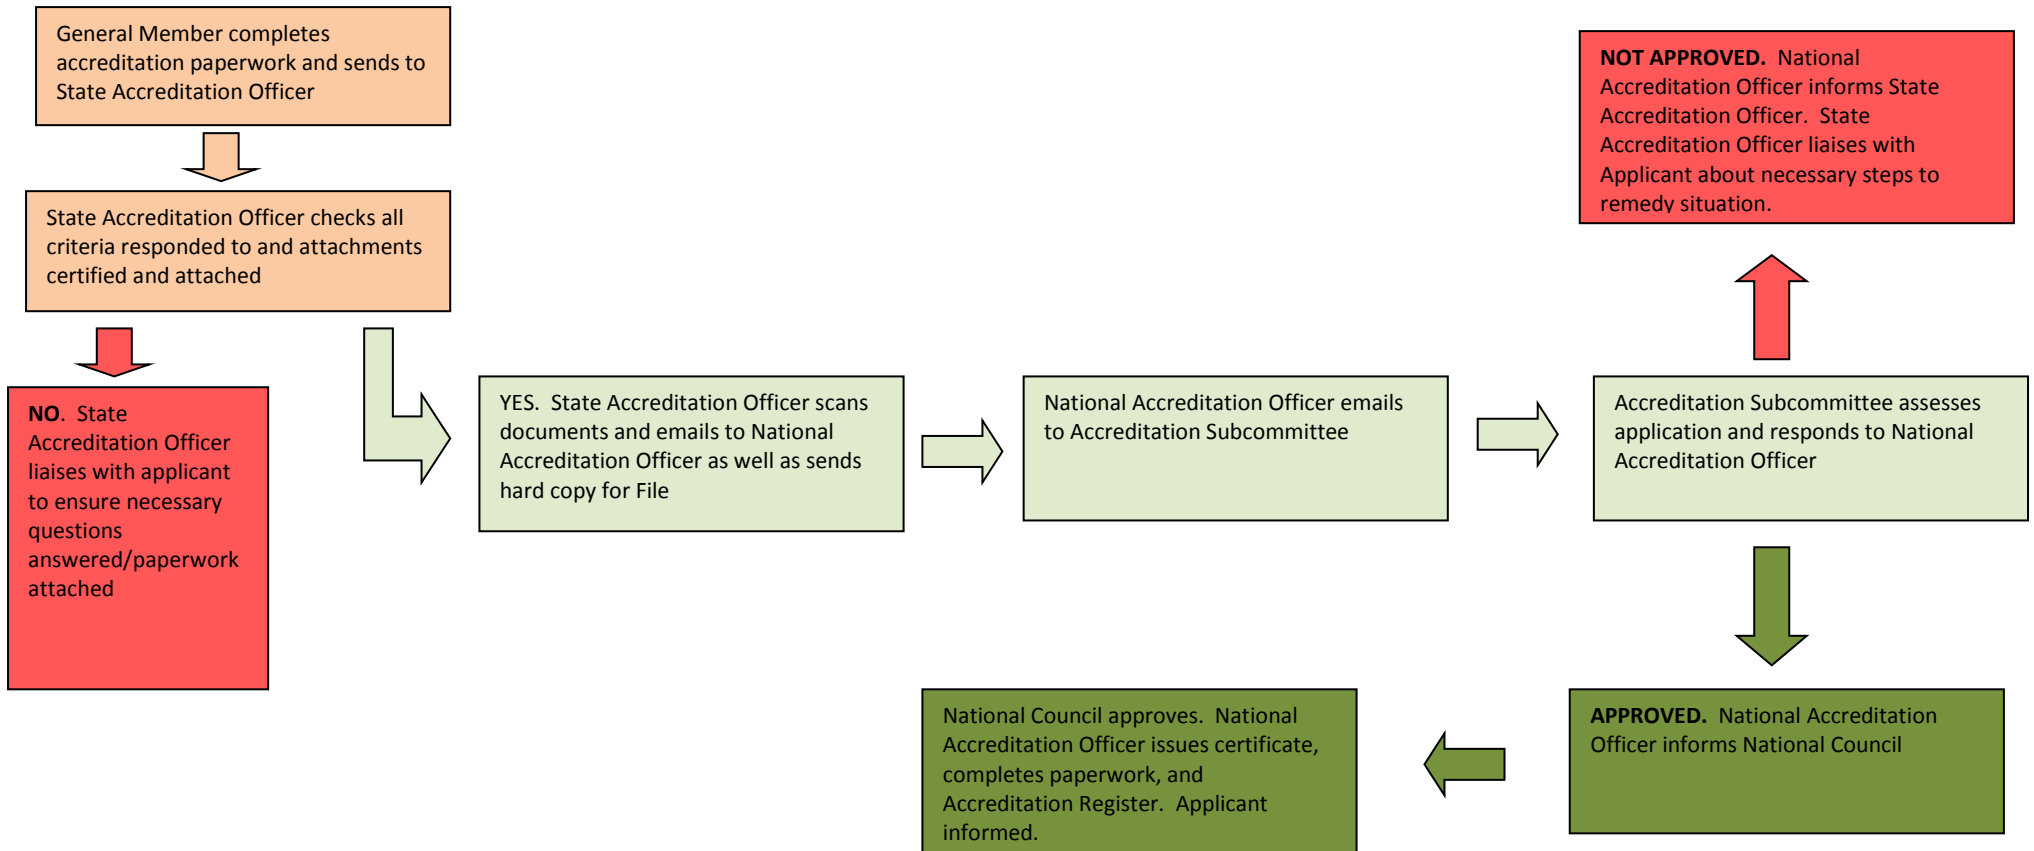 General Member completes
accreditation paperwork and sends to
State Accreditation Officer
State Accreditation Officer checks all
criteria responded to and attachments
certified and attached
NO. State
Accreditation Officer
liaises with applicant
to ensure necessary
questions
answered/paperwork
attached
YES. State Accreditation Officer scans
documents and emails to National
Accreditation Officer as well as sends
hard copy for File
National Accreditation Officer emails
to Accreditation Subcommittee
Accreditation Subcommittee assesses
application and responds to National
Accreditation Officer
NOT APPROVED. National
Accreditation Officer informs State
Accreditation Officer. State
Accreditation Officer liaises with
Applicant about necessary steps to
remedy situation.
APPROVED. National Accreditation
Officer informs National Council
National Council approves. National
Accreditation Officer issues certificate,
completes paperwork, and
Accreditation Register. Applicant
informed.